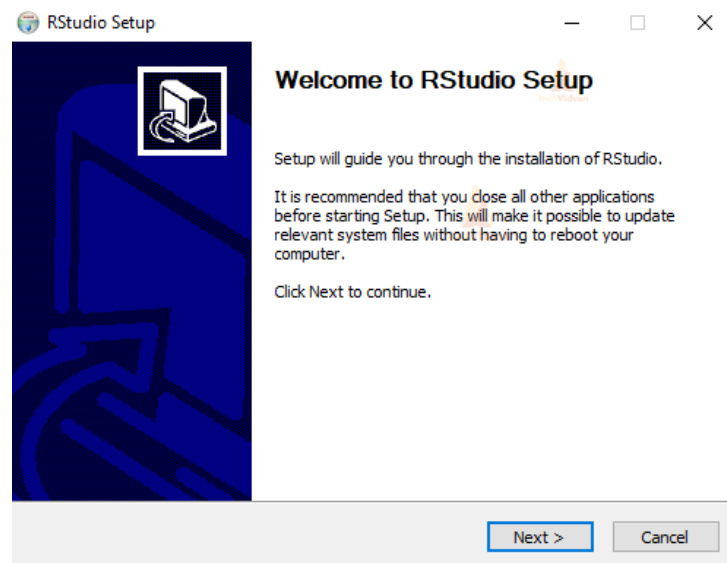 RStudio Setup
Welcome to RStudio Setup
Setup will guide you through the installation of RStudio.
It is recommended that you close all other applications
before starting Setup. This will make it possible to update
relevant system files without having to reboot your
computer.
Click Next to continue.
Next >
Cancel